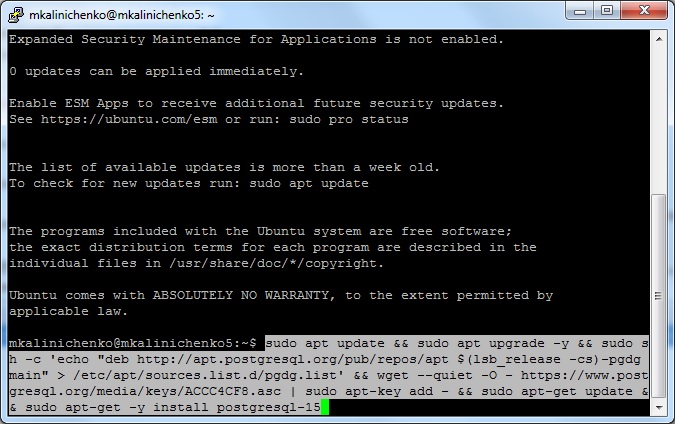 mkalinichenko@mkalinichenko5: ~
Expanded Security Maintenance for Applications is not enabled.
0 updates can be applied immediately.
Enable ESM Apps to receive additional future security updates.
See https://ubuntu.com/esm or run: sudo pro status
The list of available updates is more than a week old.
To check for new updates run: sudo apt update
The programs included with the Ubuntu system are free software;
the exact distribution terms for each program are described in the
individual files in /usr/share/doc/*/copyright.
Ubuntu comes with ABSOLUTELY NO WARRANTY, to the extent permitted by
applicable law.
mkalinichenko@mkalinichenko5:~$ sudo apt update && sudo apt upgrade -y && sudo s
h -c 'echo "deb http://apt.postgresql.org/pub/repos/apt $(lsb_release -cs)-pgdg
main" > /etc/apt/sources.list.d/pgdg.list' && wget --quiet -O - https://www.post
gresql.org/media/keys/ACCC4CF8.asc | sudo apt-key add - && sudo apt-get update &
& sudo apt-get -y install postgresql-15